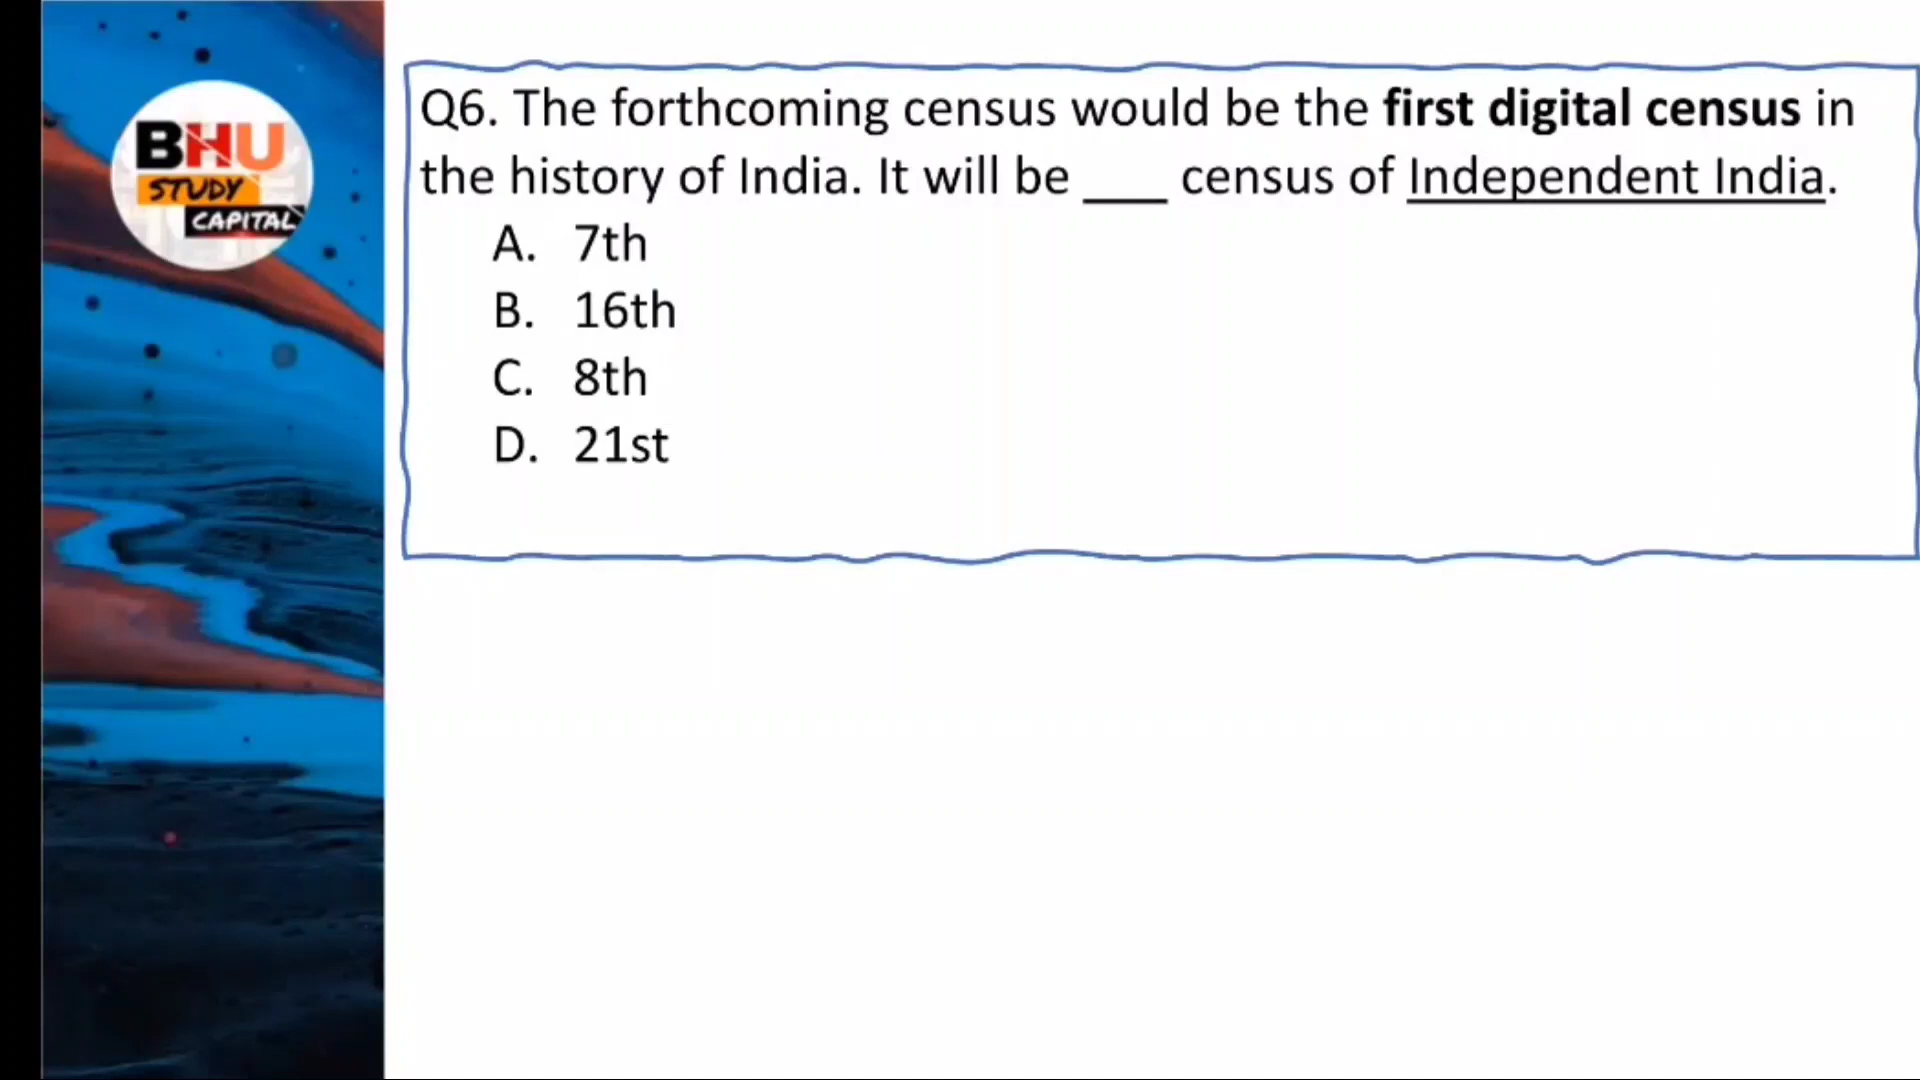 BHU
STUDY
CAPITAL
Q6. The forthcoming census would be the first digital census in
the history of India. It will be ___ census of Independent India.
A. 7th
B. 16th
C. 8th
D. 21st